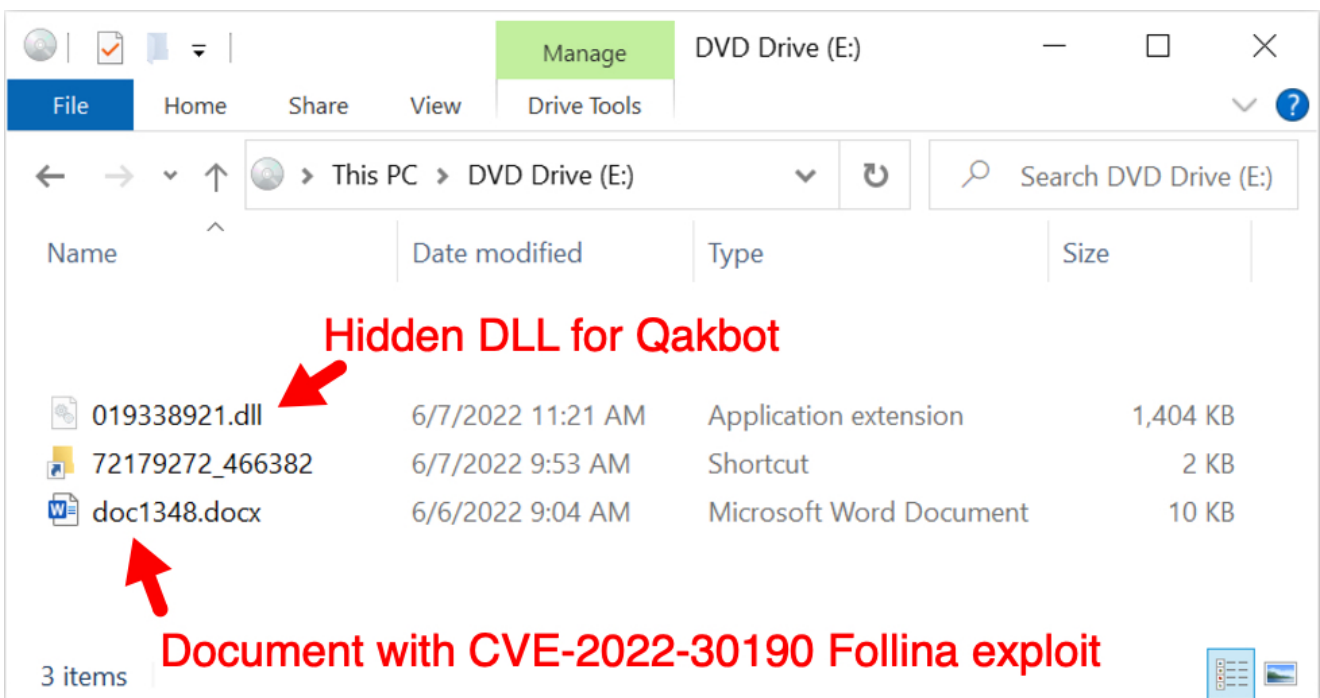 Manage DVD Drive (E:)
File Home Share View Drive Tools
This PC > DVD Drive (E:) Search DVD Drive (E:)
Name Date modified Type Size
Hidden DLL for Qakbot
019338921.dll 6/7/2022 11:21 AM Application extension 1,404 KB
72179272_466382 6/7/2022 9:53 AM Shortcut 2 KB
doc1348.docx 6/6/2022 9:04 AM Microsoft Word Document 10 KB
Document with CVE-2022-30190 Follina exploit
3 items